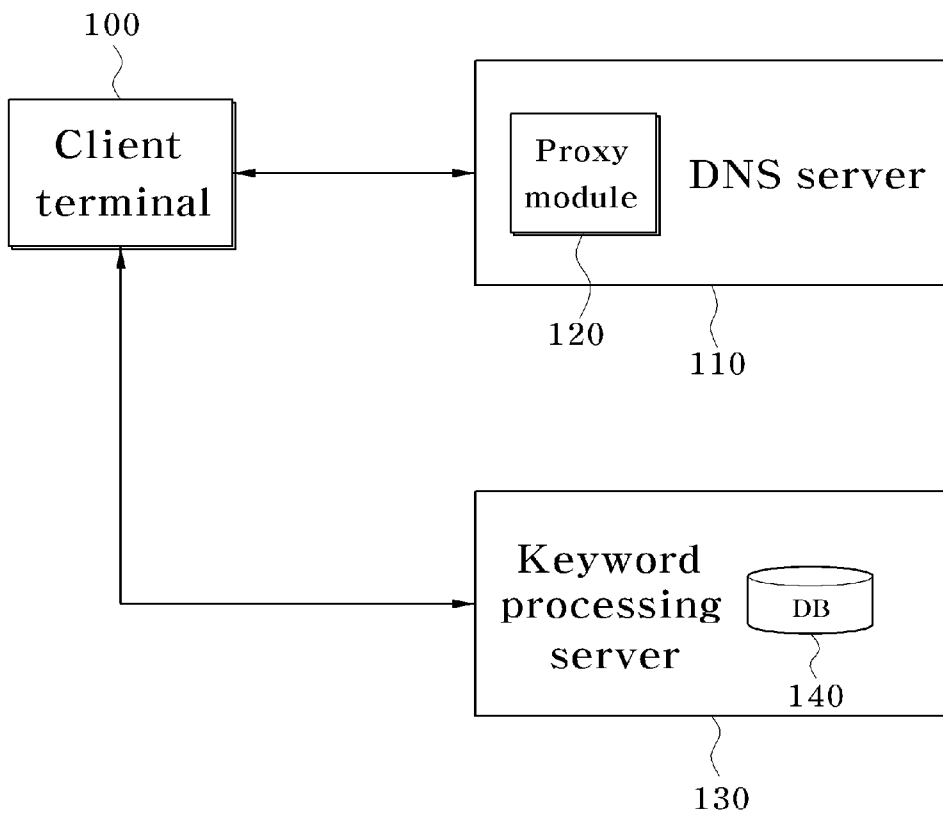 100
Client
terminal
Proxy
module
DNS server
120
110
Keyword
processing
server
DB
140
130